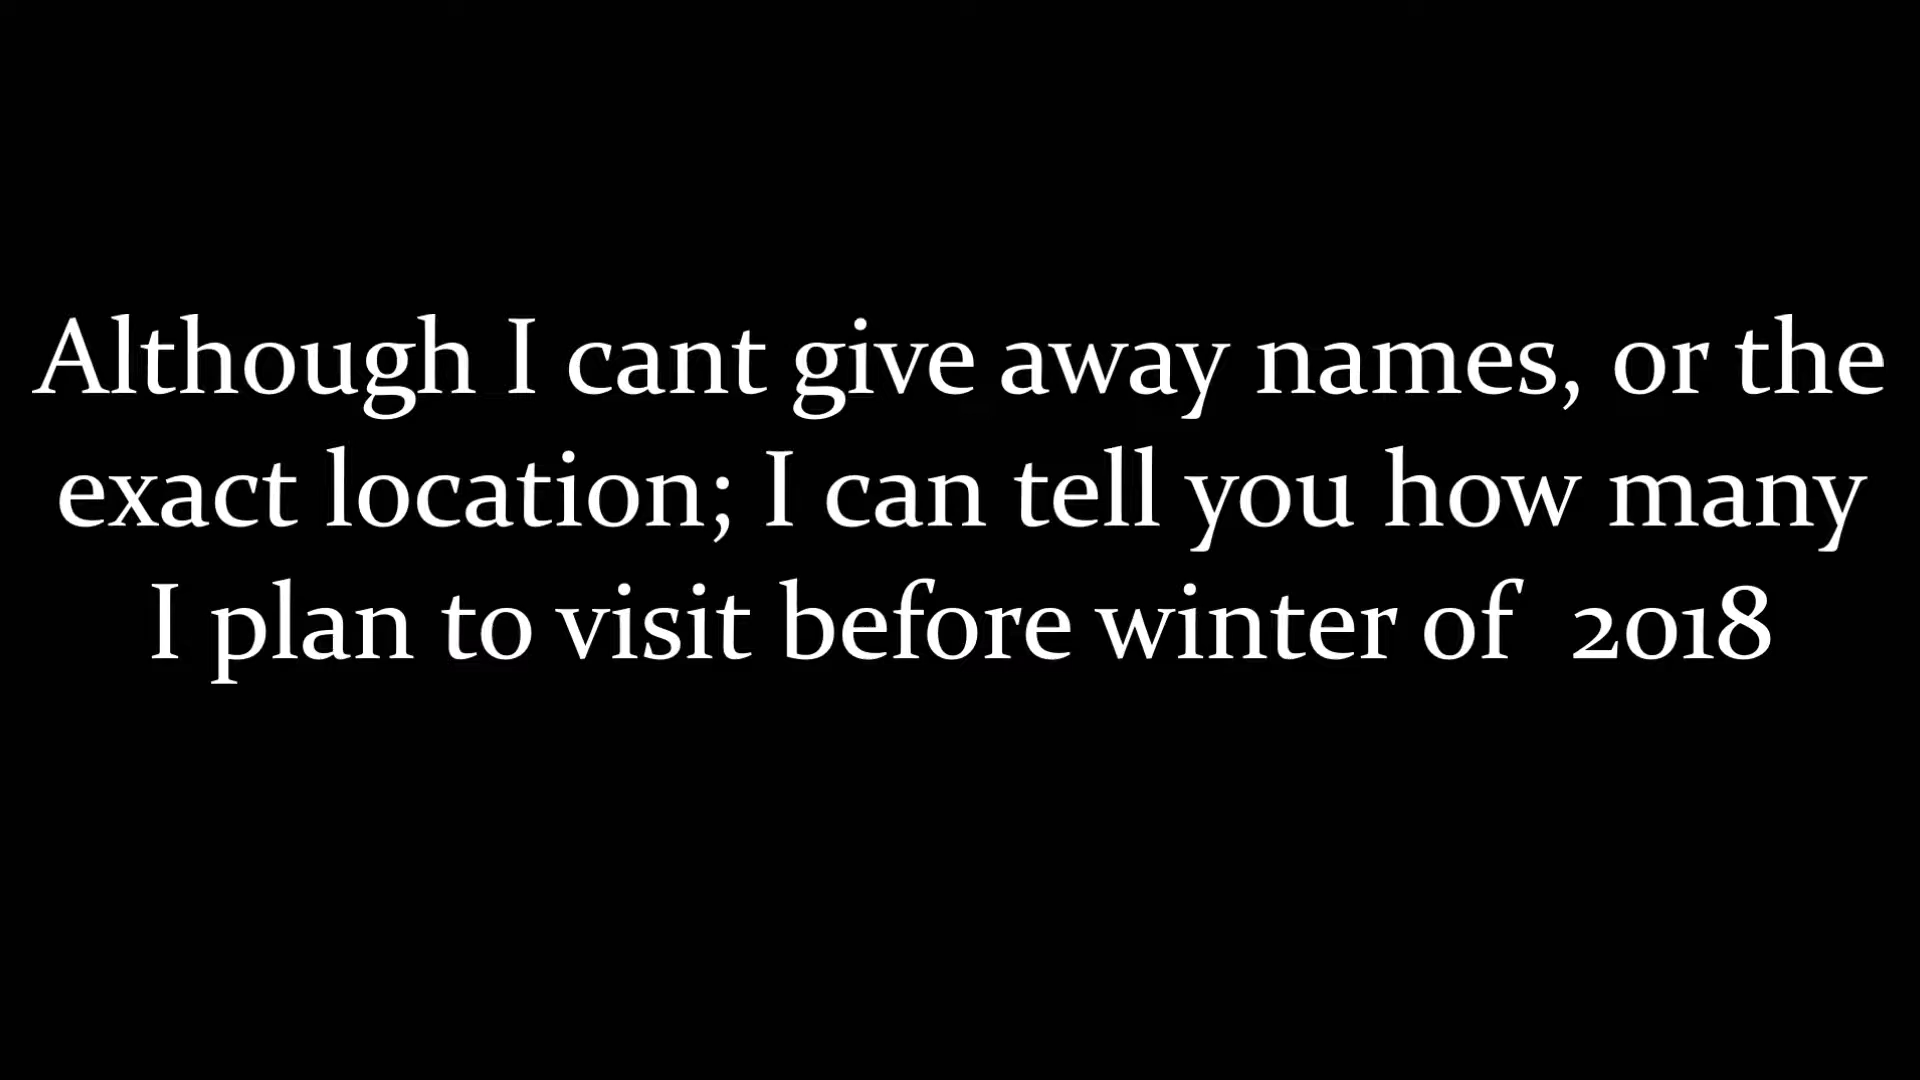 Although I cant give away names, or the
exact location; I can tell you how many
I plan to visit before winter of  2018